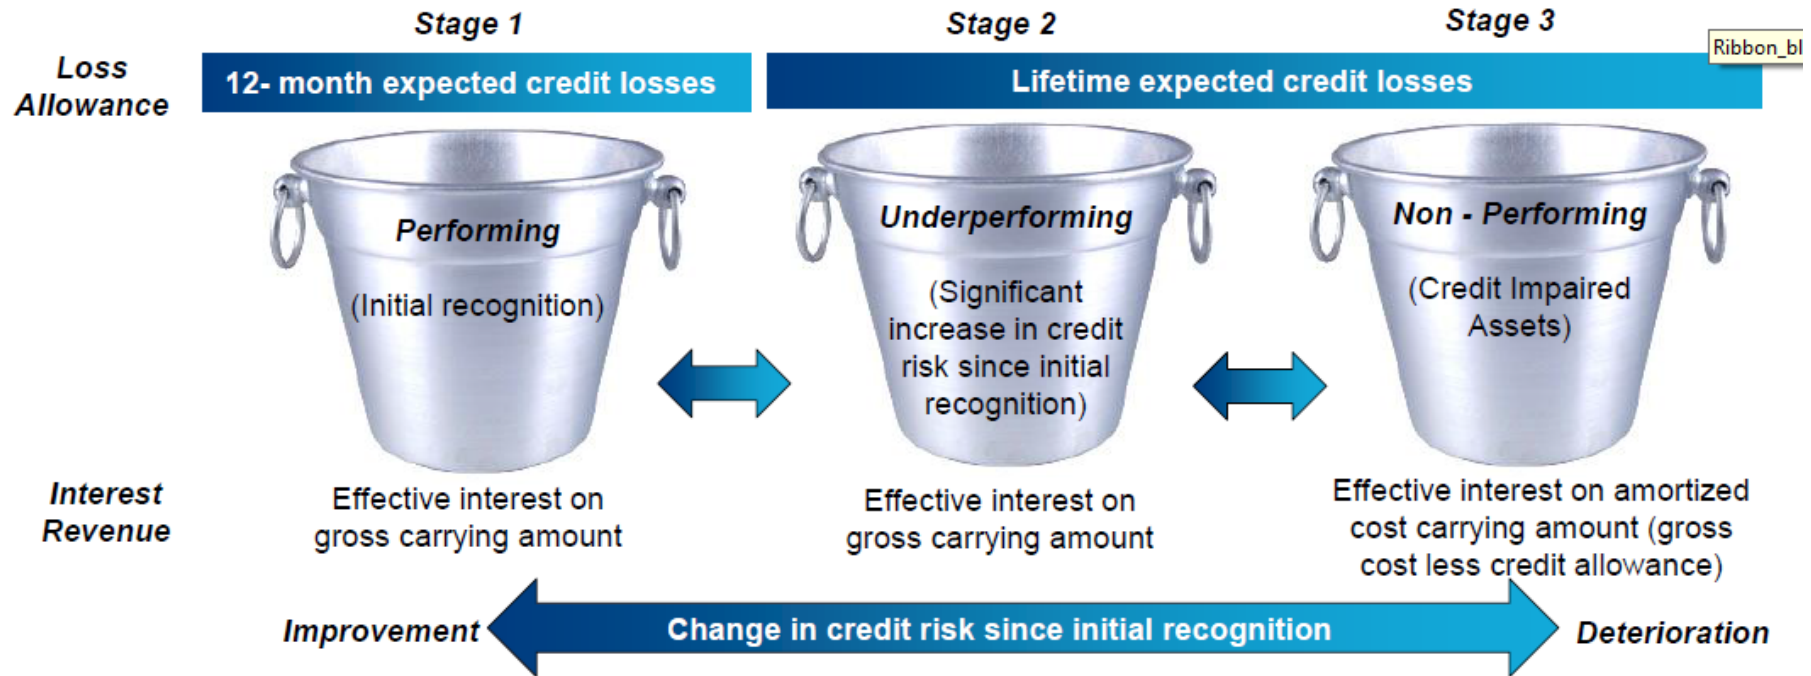 Stage 1
Stage 2
Stage 3
Ribbon_bl
Loss
Allowance
12- month expected credit losses
Lifetime expected credit losses
Performing
(Initial recognition)
Underperforming
(Significant
increase in credit
risk since initial
recognition)
Non - Performing
(Credit Impaired
Assets)
Interest
Revenue
Effective interest on
gross carrying amount
Effective interest on
gross carrying amount
Effective interest on amortized
cost carrying amount (gross
cost less credit allowance)
Improvement
Change in credit risk since initial recognition
Deterioration